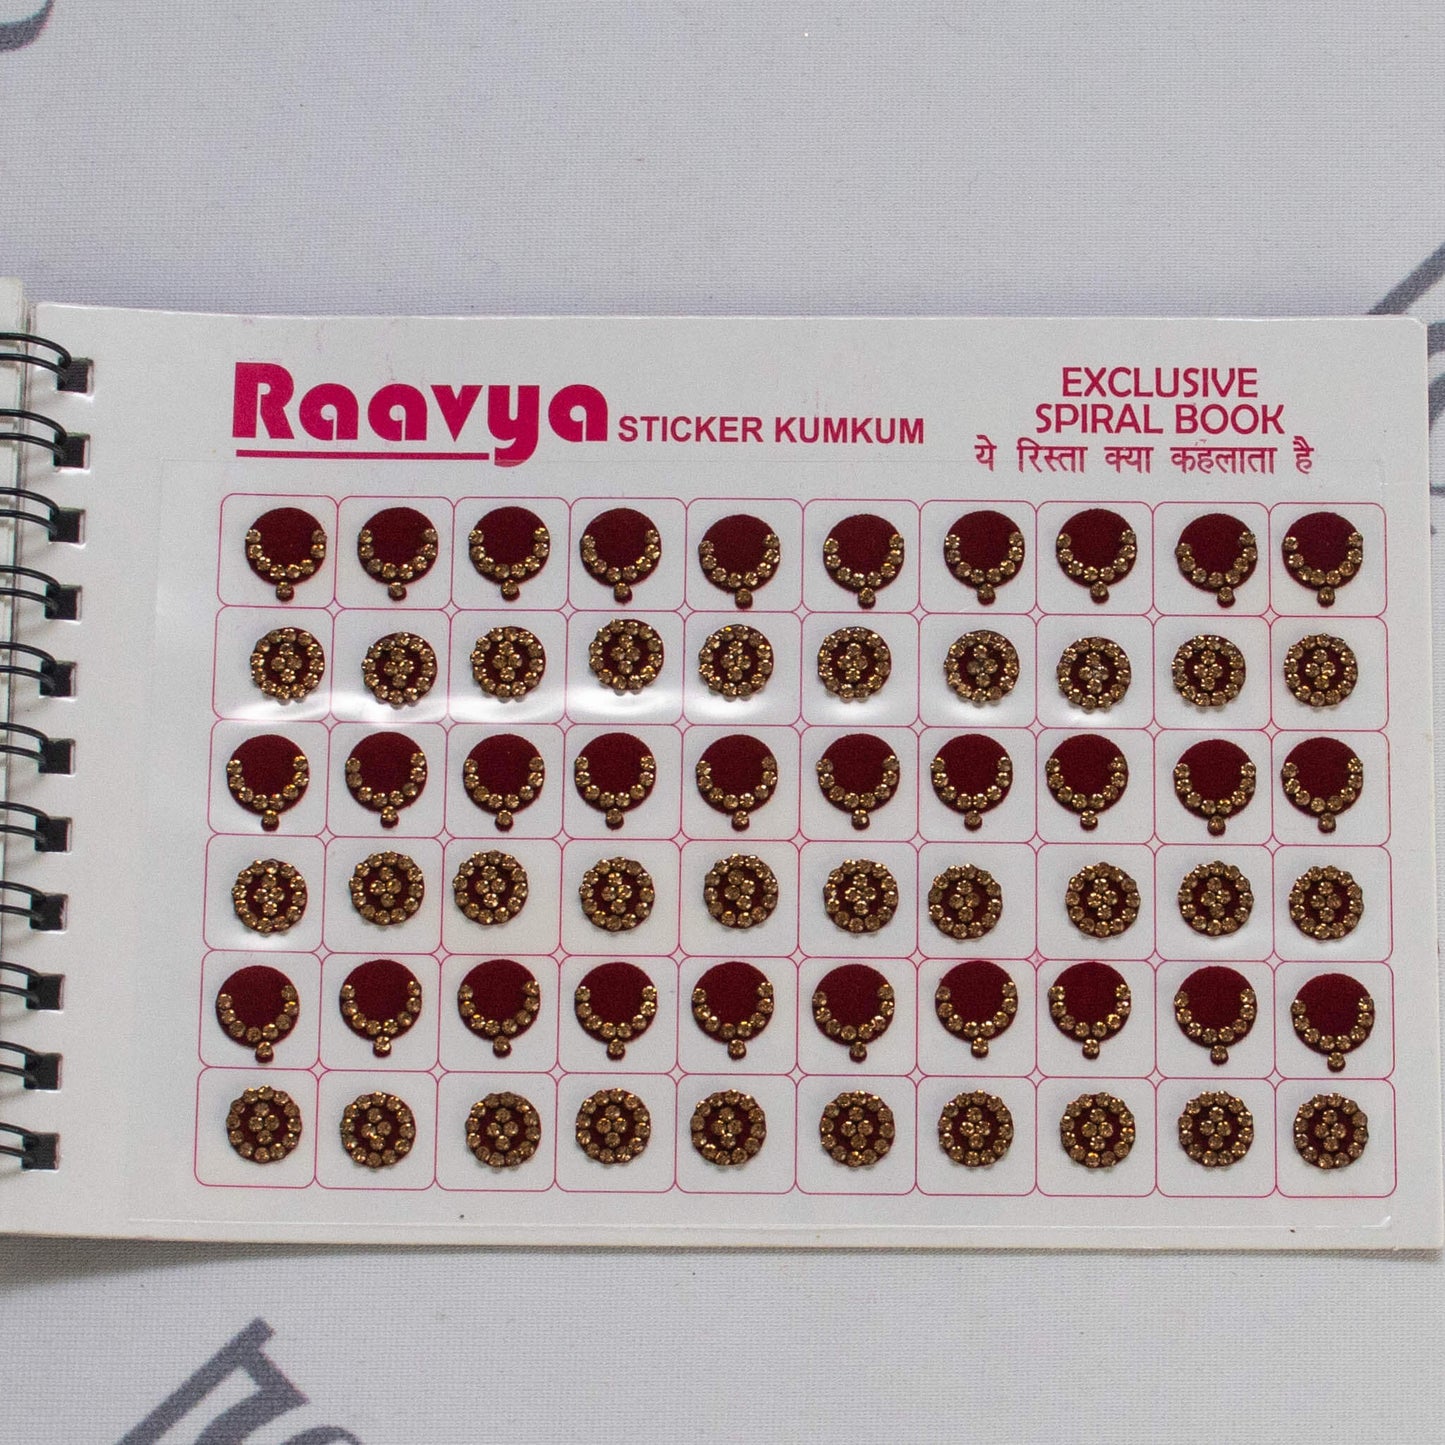 Raavya STICKER KUMKUM
EXCLUSIVE
SPIRAL BOOK
ये रिस्ता क्या कहलाता है